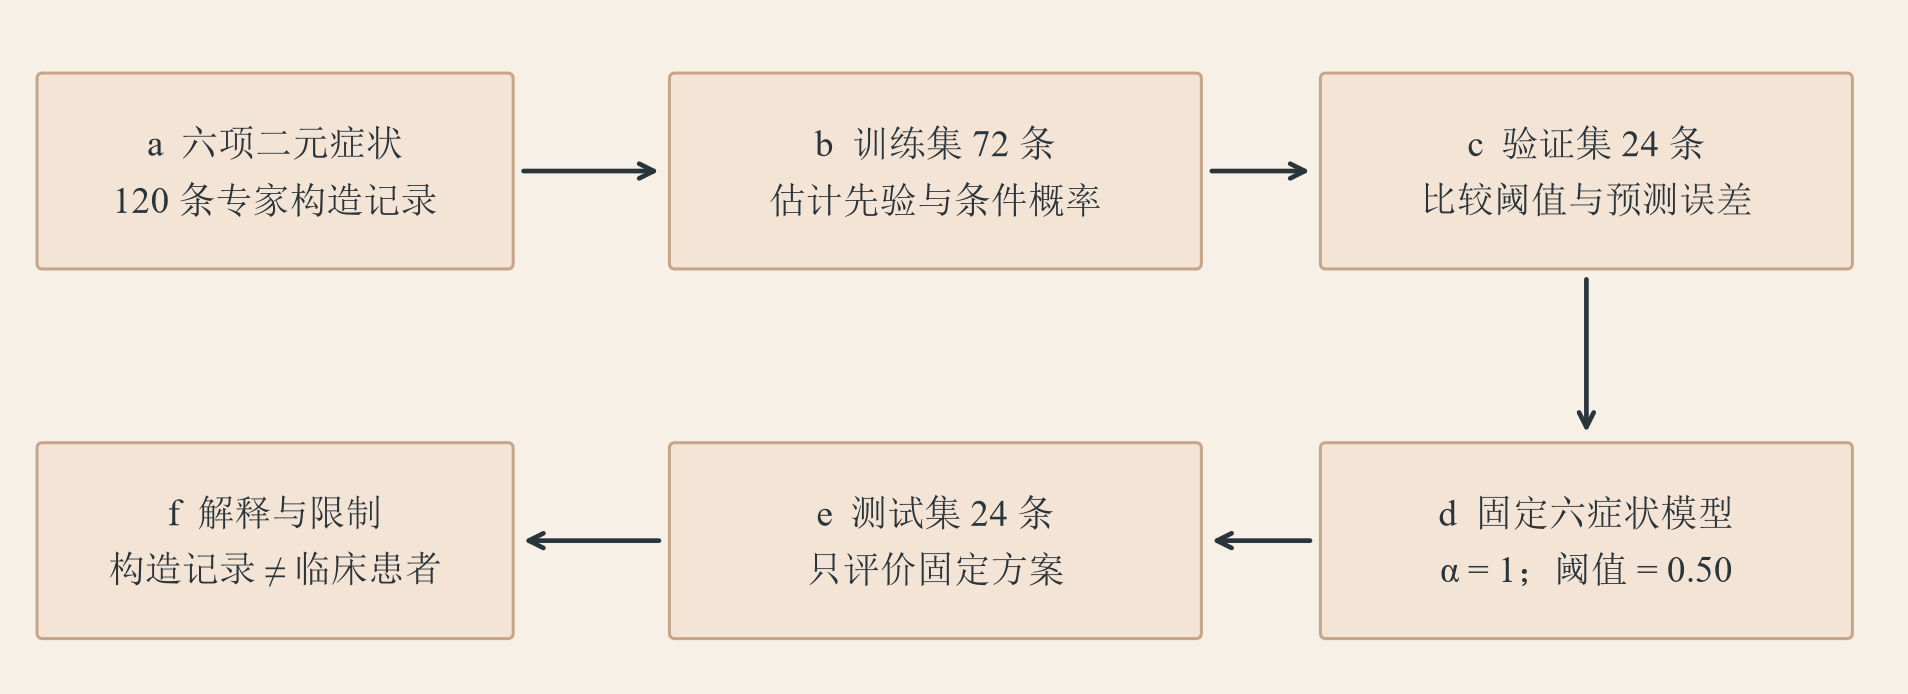 a 六项二元症状
120 条专家构造记录
b 训练集 72 条
估计先验与条件概率
c 验证集 24 条
比较阈值与预测误差
d 固定六症状模型
α = 1；阈值 = 0.50
e 测试集 24 条
只评价固定方案
f 解释与限制
构造记录 ≠ 临床患者